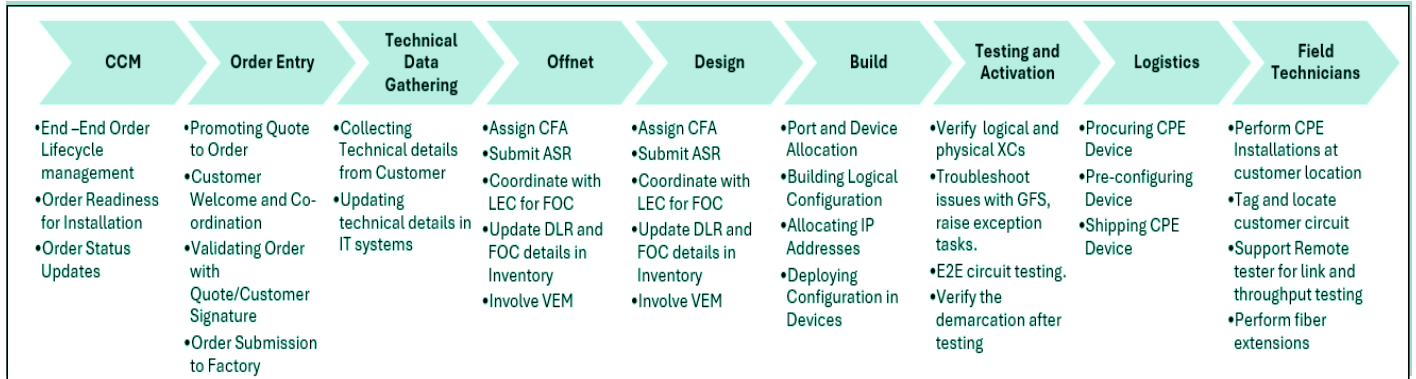 CCM
Order Entry
Technical
Data
Gathering
Offnet
Design
Build
Testing and
Activation
Logistics
Field
Technicians
•End –End Order
Lifecycle
management
•Order Readiness
for Installation
•Order Status
Updates
•Promoting Quote
to Order
•Customer
Welcome and Co-
ordination
•Validating Order
with
Quote/Customer
Signature
•Order Submission
to Factory
•Collecting
Technical details
from Customer
•Updating
technical details in
IT systems
•Assign CFA
•Submit ASR
•Coordinate with
LEC for FOC
•Update DLR and
FOC details in
Inventory
•Involve VEM
•Assign CFA
•Submit ASR
•Coordinate with
LEC for FOC
•Update DLR and
FOC details in
Inventory
•Involve VEM
•Port and Device
Allocation
•Building Logical
Configuration
•Allocating IP
Addresses
•Deploying
Configuration in
Devices
•Verify logical and
physical XCs
•Troubleshoot
issues with GFS,
raise exception
tasks.
•E2E circuit testing.
•Verify the
demarcation after
testing
•Procuring CPE
Device
•Pre-configuring
Device
•Shipping CPE
Device
•Perform CPE
Installations at
customer location
•Tag and locate
customer circuit
•Support Remote
tester for link and
throughput testing
•Perform fiber
extensions